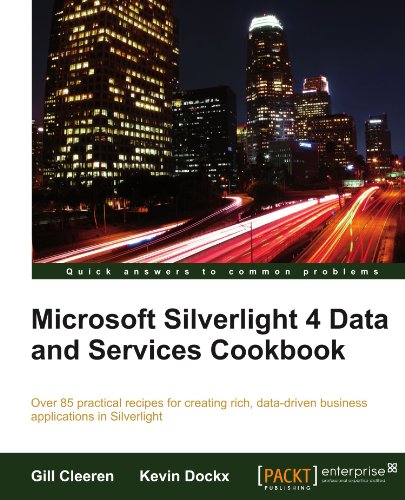 Quick answers to common problems
Microsoft Silverlight 4 Data
and Services Cookbook
Over 85 practical recipes for creating rich, data-driven business
applications in Silverlight
Gill Cleeren Kevin Dockx
[PACKT] enterprise
PUBLISHING professional expertise distilled